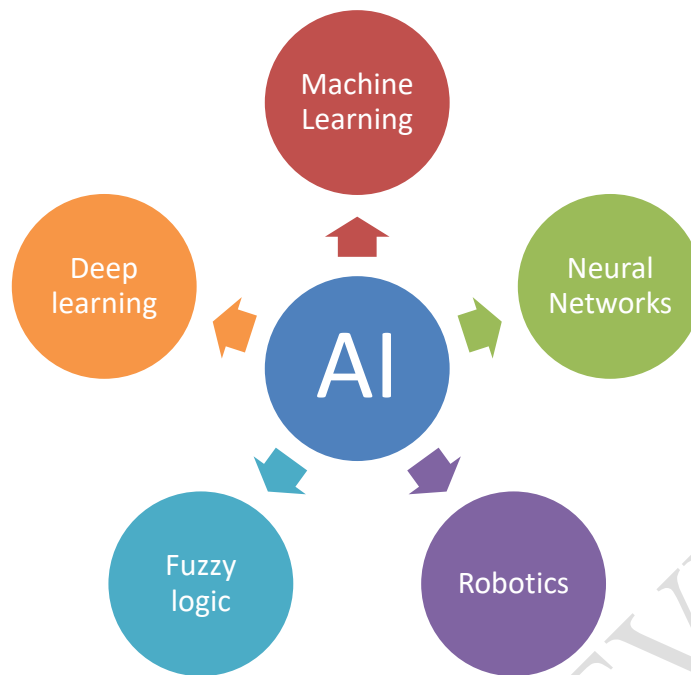 Machine
Learning
Deep
learning
Neural
Networks
AI
Fuzzy
logic
Robotics